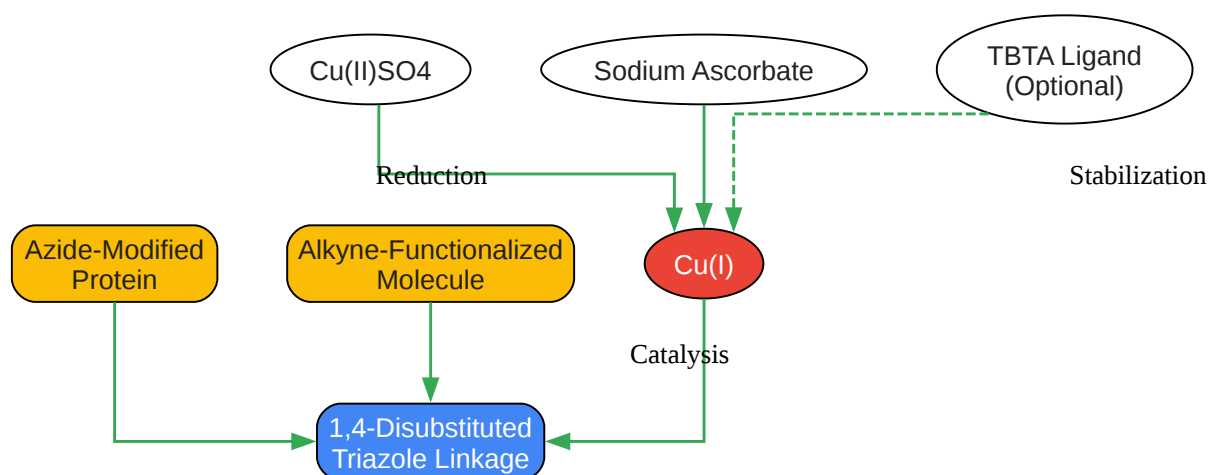 Cu(II)SO4
Sodium Ascorbate
TBTA Ligand
(Optional)
Reduction
Stabilization
Azide-Modified
Protein
Alkyne-Functionalized
Molecule
Cu(I)
Catalysis
1,4-Disubstituted
Triazole Linkage